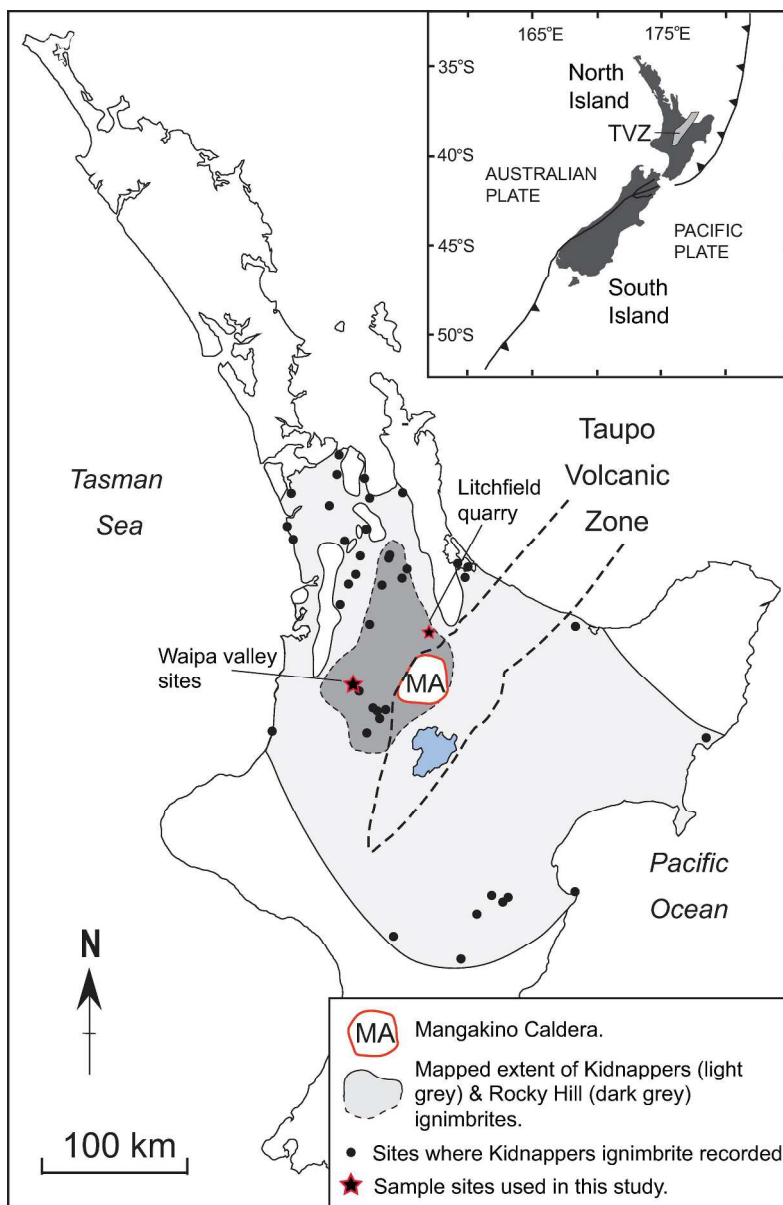 165°E
175°E
35°S
40°S
45°S
50°S
North
Island
TVZ
AUSTRALIAN
PLATE
PACIFIC
PLATE
South
Island
Tasman
Sea
Taupo
Volcanic
Zone
Litchfield
quarry
Waipa valley
sites
MA
Pacific
Ocean
N
100 km
MA
Mangakino Caldera.
Mapped extent of Kidnappers (light
grey) & Rocky Hill (dark grey)
ignimbrites.
Sites where Kidnappers ignimbrite recorded
Sample sites used in this study.